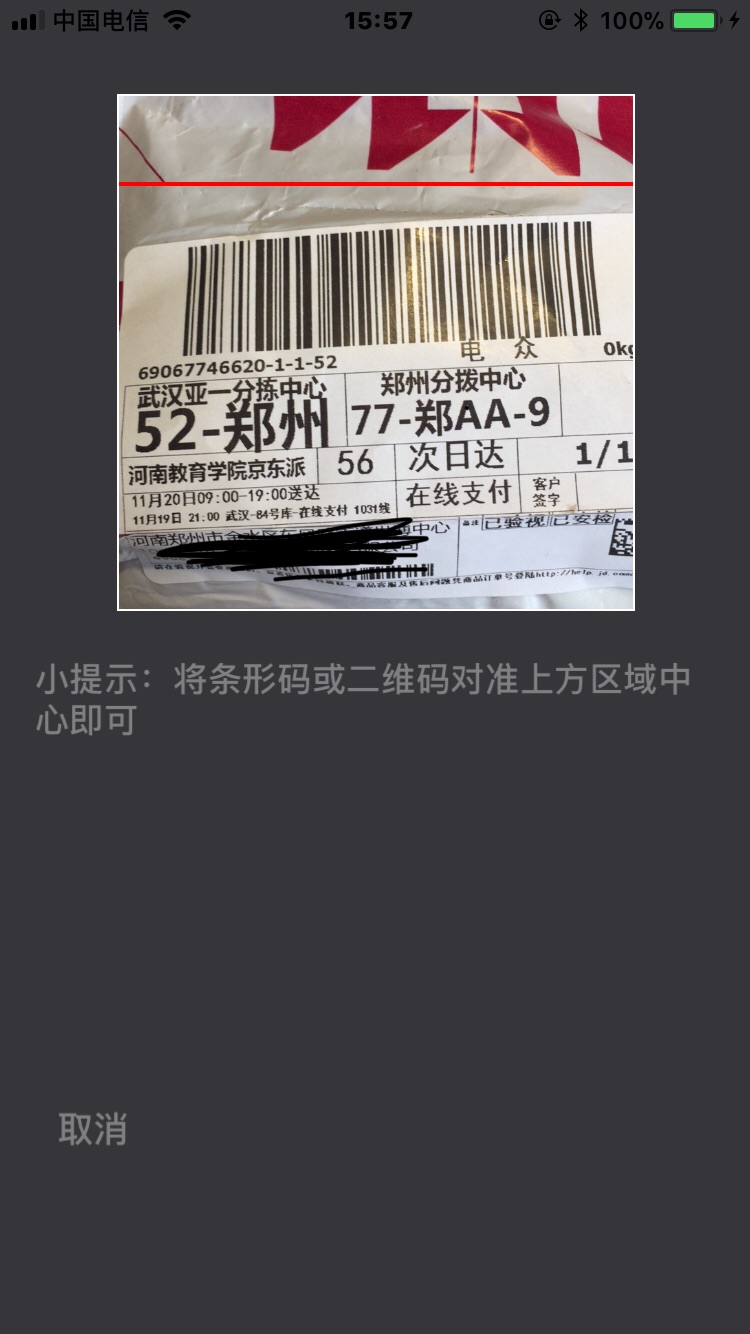 中国电信
15:57
100%
69067746620-1-1-52
电 众
0kg
武汉亚一分拣中心
郑州分拨中心
52-郑州
77-郑AA-9
河南教育学院京东派
56
次日达
1/1
11月20日09:00-19:00送达
在线支付
客户
签字
11月19日 21:00 武汉-84号库-在线支付 1031线
河南郑州市金水区
中心
备注
已验视
已安检
商品客服及售后问题凭商品订单号登陆http://help.jd.com
小提示：将条形码或二维码对准上方区域中
心即可
取消